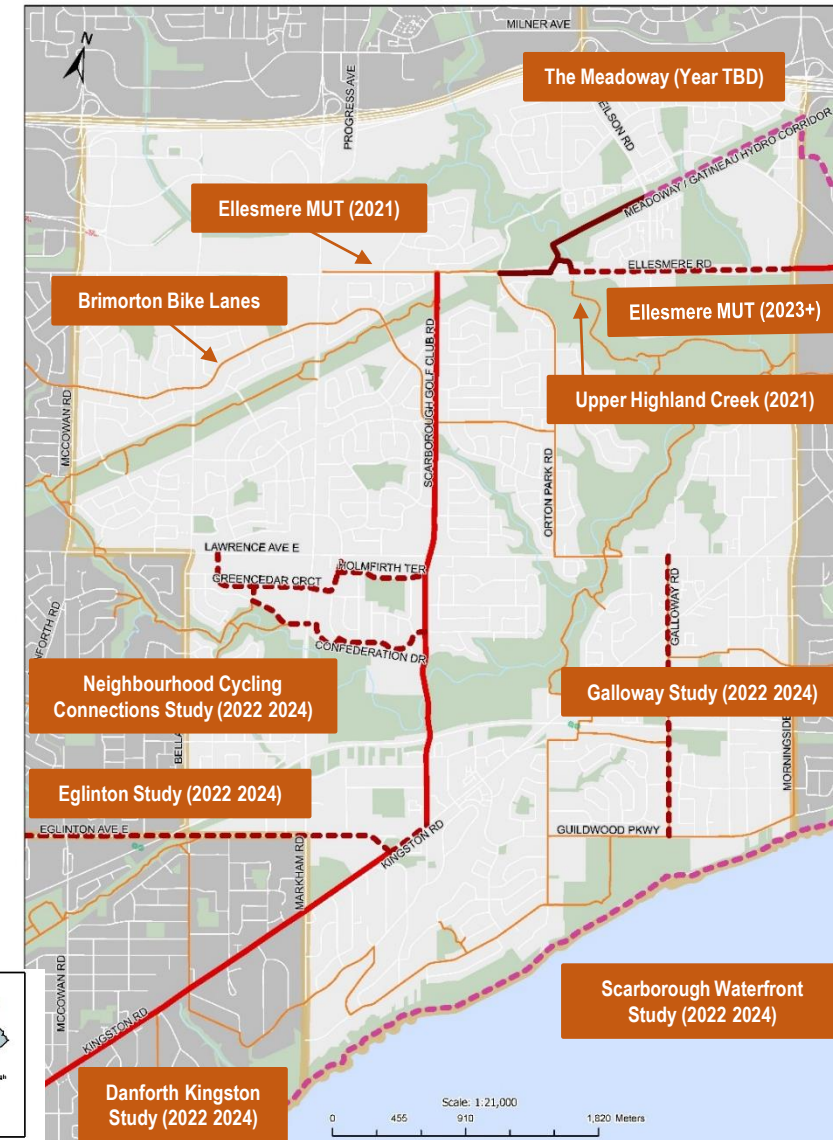 MILNER AVE
N
The Meadoway (Year TBD)
PROGRESS AVE
EILSON RD
MEADOWAY / GATINEAU HYDRO CORRIDOR
Ellesmere MUT (2021)
ELLESMERE RD
Brimorton Bike Lanes
Ellesmere MUT (2023+)
SCARBOROUGH GOLF CLUB RD
Upper Highland Creek (2021)
MCCOWAN RD
ORTON PARK RD
LAWRENCE AVE E
HOLMFIRTH TER
GREENCEDAR CRCT
GALLOWAY RD
NFORTH RD
CONFEDERATION DR
Neighbourhood Cycling
Connections Study (2022 2024)
Galloway Study (2022 2024)
BELLA
MORNINGSIDE
Eglinton Study (2022 2024)
EGLINTON AVE E
KINGSTON RD
GUILDWOOD PKWY
MARKHAM RD
MCCOWAN RD
Scarborough Waterfront
Study (2022 2024)
KINGSTON RD
Danforth Kingston
Study (2022 2024)
Scale: 1:21,000
0 455 910 1,820 Meters